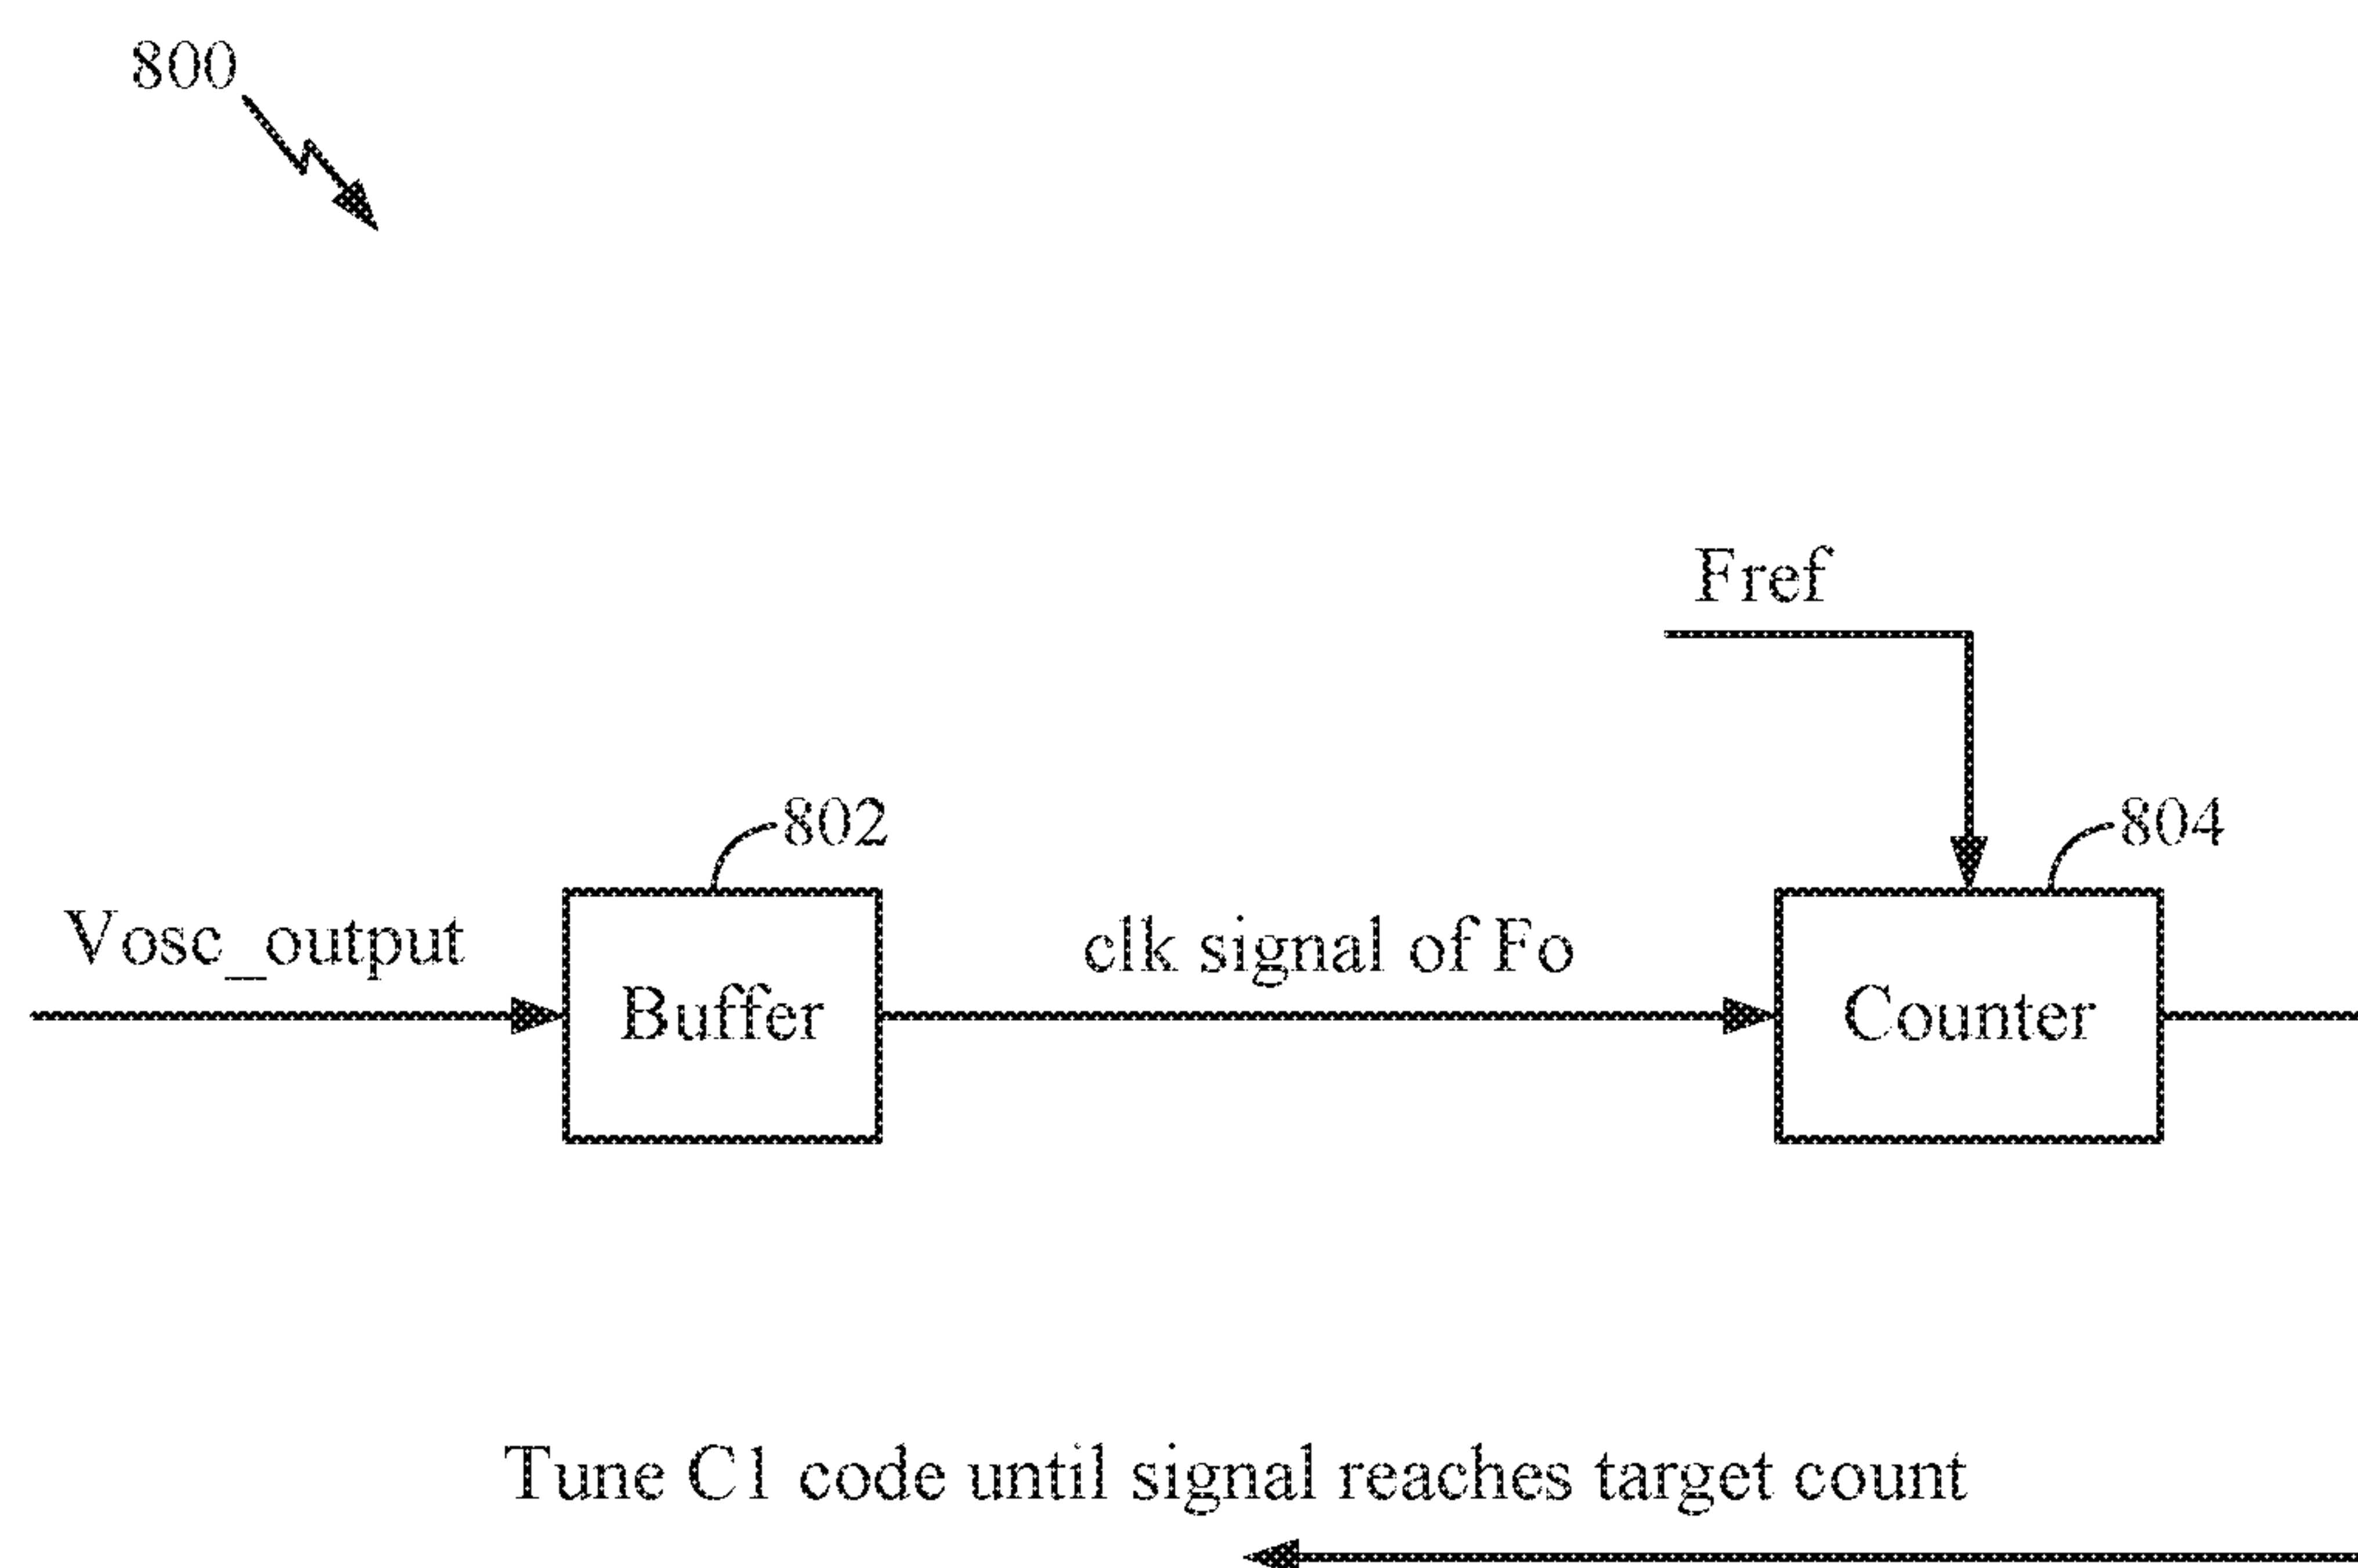 800
Fref
802
804
Vosc_output
clk signal of Fo
Buffer
Counter
Tune C1 code until signal reaches target count